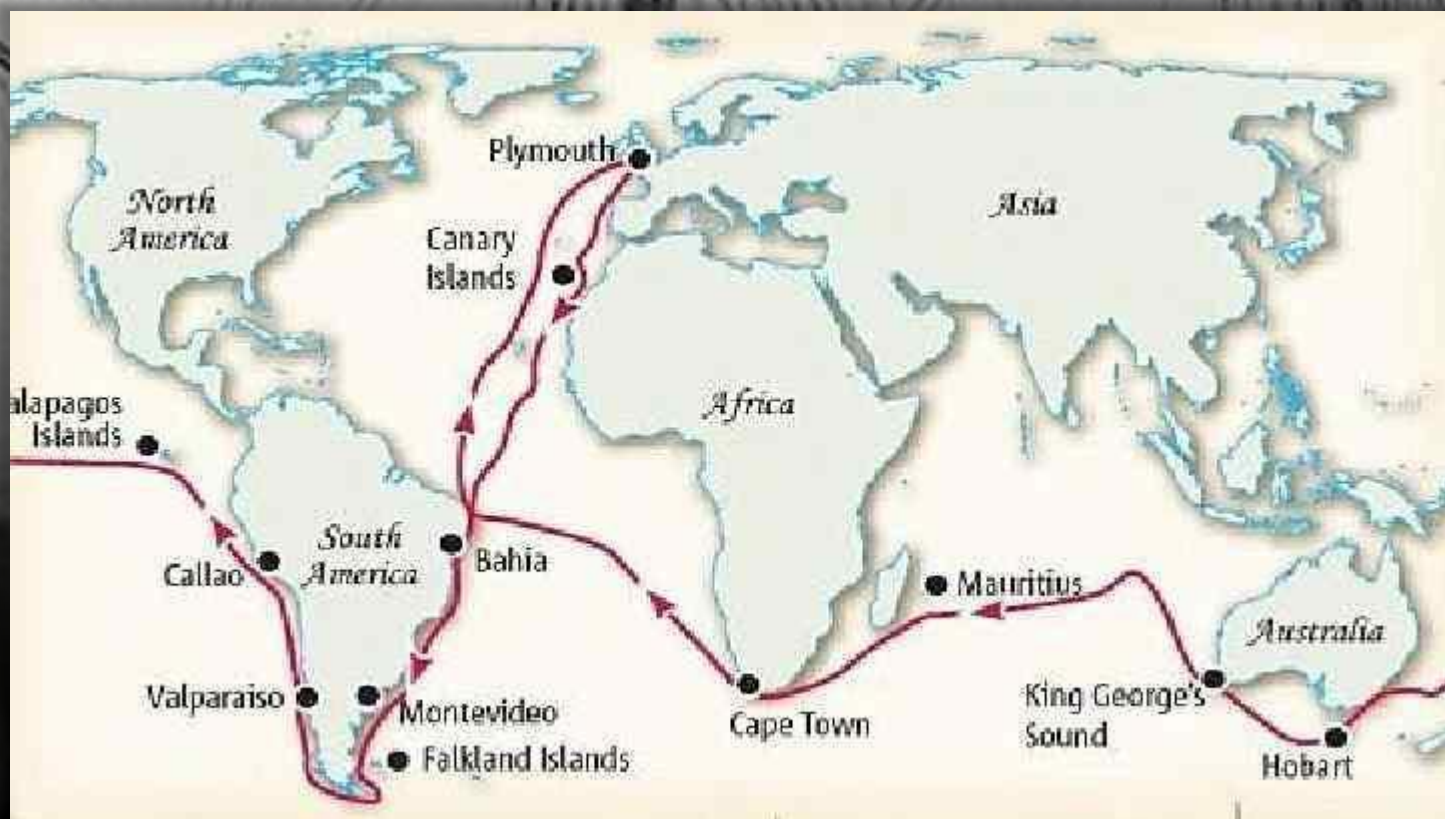 Plymouth
North
America
Asia
Canary
Islands
Africa
alapagos
Islands
South
America
Bahia
Callao
Mauritius
Australia
Valparaiso
Montevideo
King George's
Sound
Cape Town
Falkland Islands
Hobart